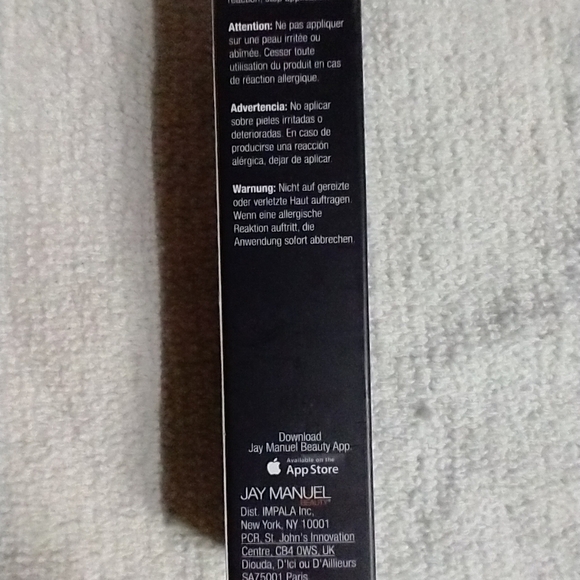 Attention: Ne pas appliquer
sur une peau irritée ou
abîmée. Cesser toute
utilisation du produit en cas
de réaction allergique.
Advertencia: No aplicar
sobre pieles irritadas o
deterioradas. En caso de
producirse una reacción
alérgica, dejar de aplicar.
Warnung: Nicht auf gereizte
oder verletzte Haut auftragen.
Wenn eine allergische
Reaktion auftritt, die
Anwendung sofort abbrechen.
Download
Jay Manuel Beauty App.
Available on the
App Store
JAY MANUEL
BEAUTY
Dist. IMPALA Inc,
New York, NY 10001
PCR, St. John's Innovation
Centre, CB4 0WS, UK
Diouda, D'Ici ou D'Ailleurs
SA75001 Paris